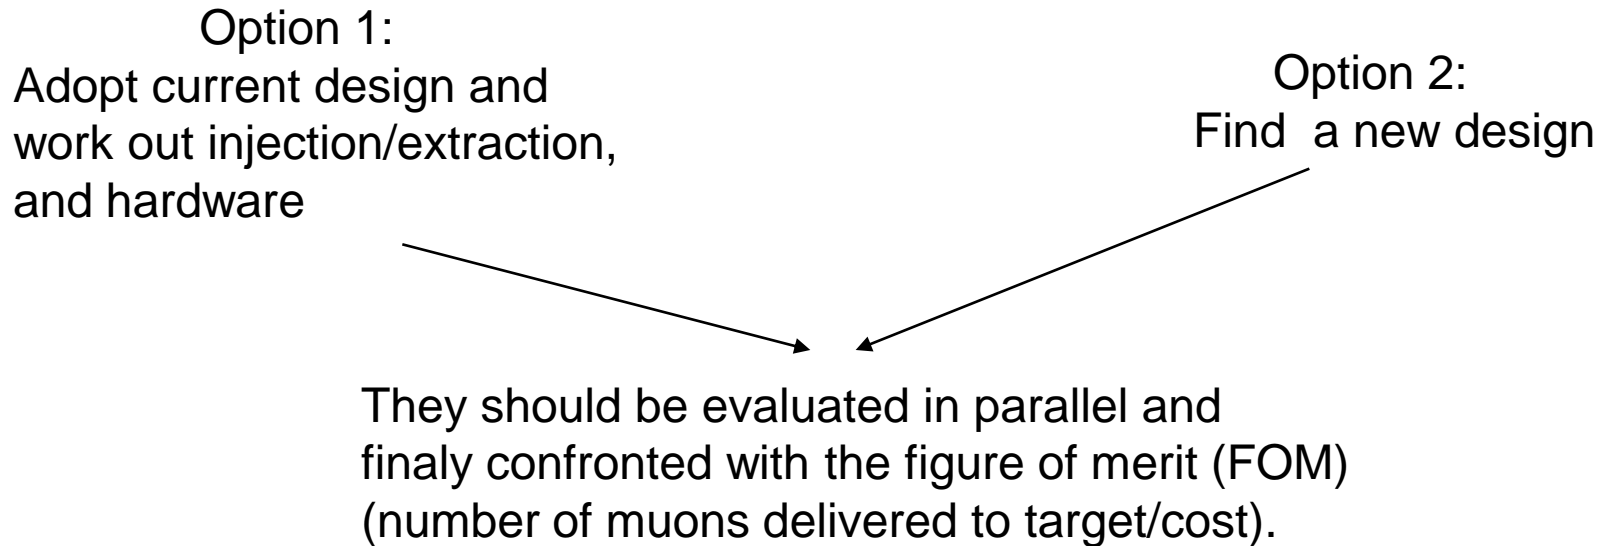 Option 1:
Adopt current design and
work out injection/extraction,
and hardware
Option 2:
Find a new design
They should be evaluated in parallel and
finaly confronted with the figure of merit (FOM)
(number of muons delivered to target/cost).